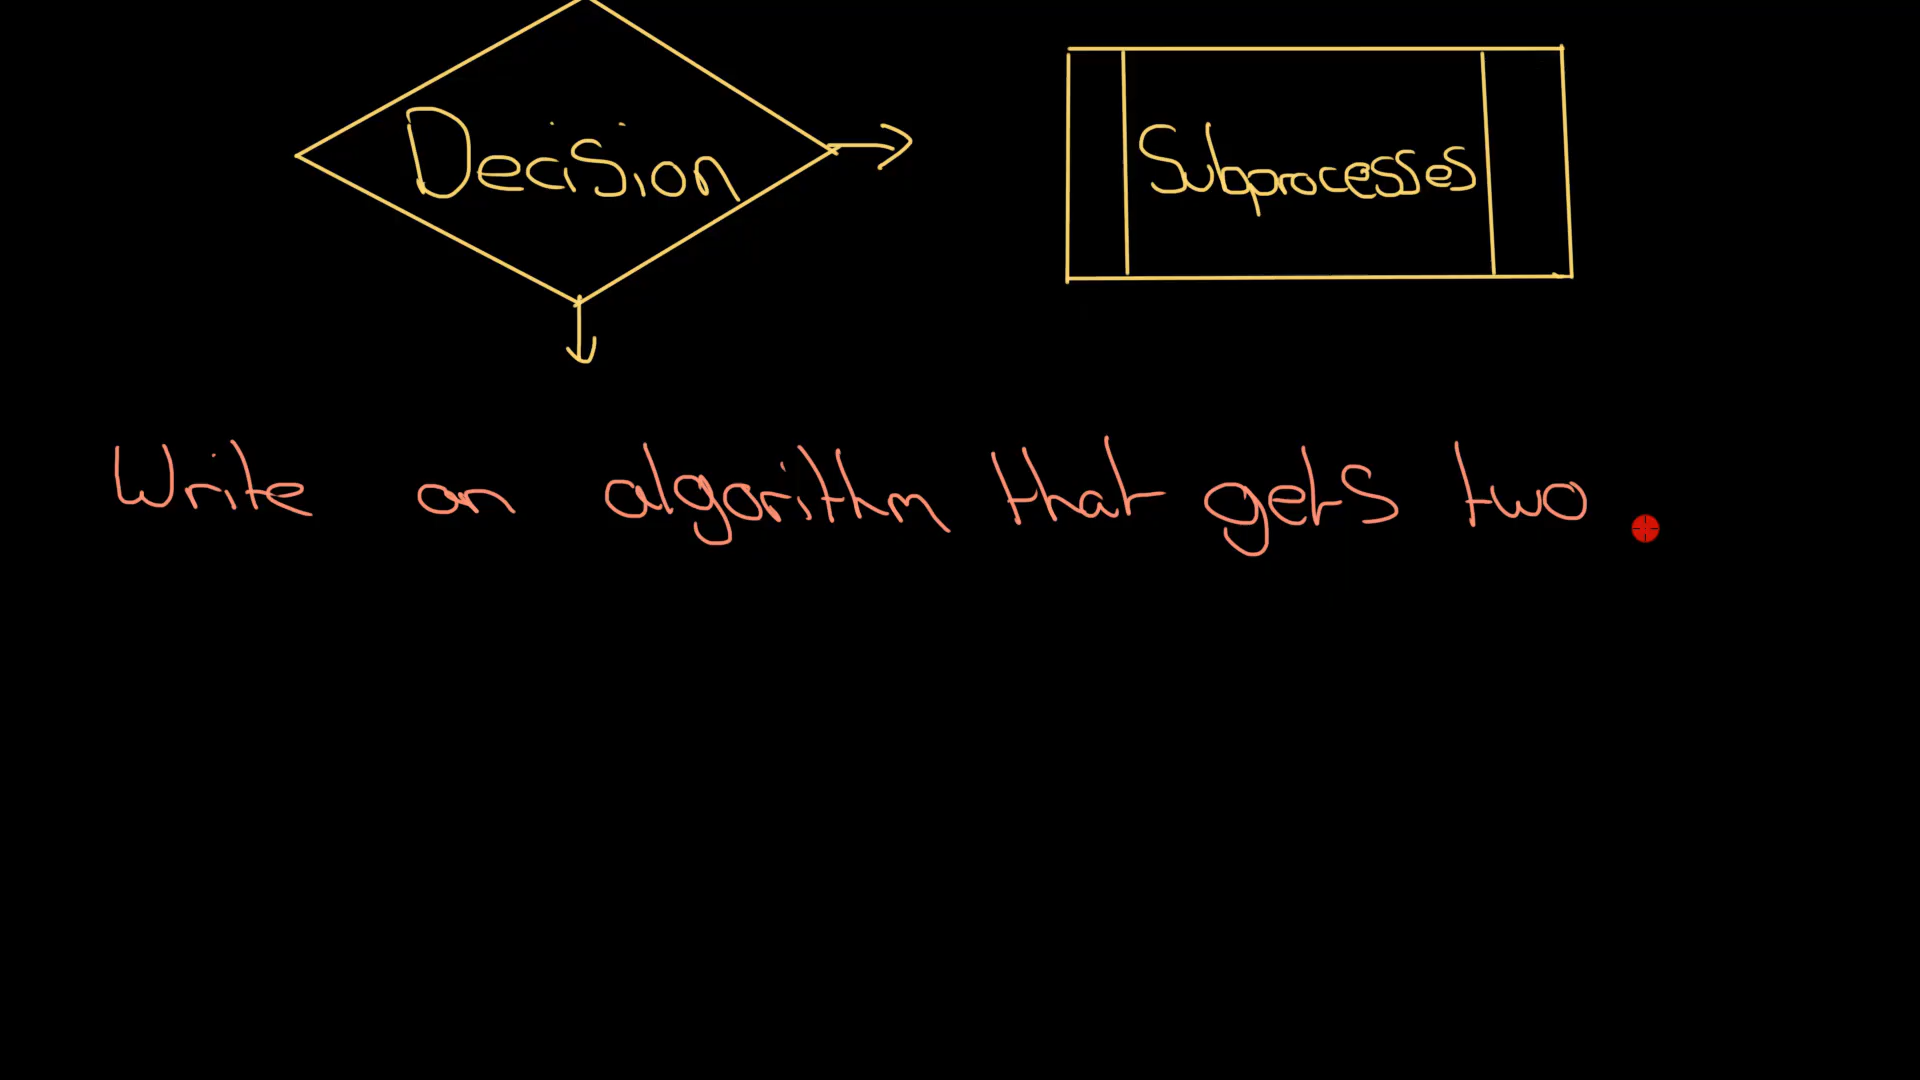 Decision
Subprocesses
Write an algorithm that gets two